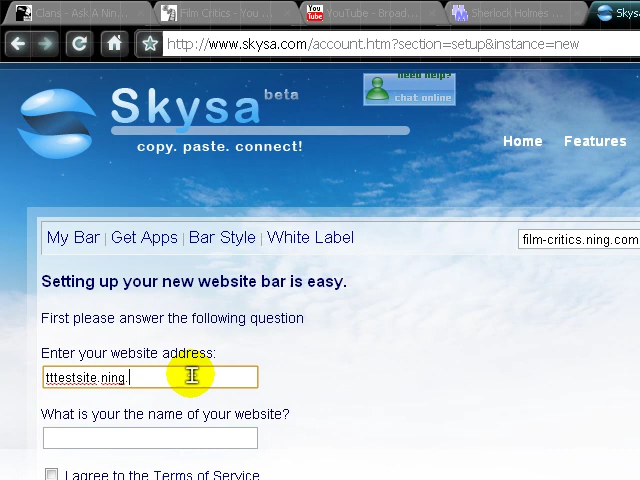 Clans - Ask A Nin
Film Critics - You
YouTube - Broad
Sherlock Holmes
Skysa
http://www.skysa.com/account.htm?section=setup&instance=new
Skysa beta
need help?
chat online
copy. paste. connect!
Home Features
My Bar | Get Apps | Bar Style | White Label
film-critics.ning.com
Setting up your new website bar is easy.
First please answer the following question
Enter your website address:
tttestsite.ning.
What is your the name of your website?
I agree to the Terms of Service